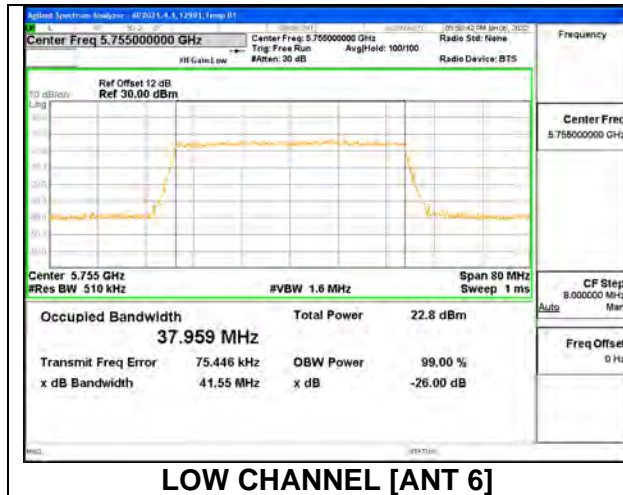 Center Freq 5.755000000 GHz
Center Freq: 5.755000000 GHz
Radio Std: None
Frequency
Trig: Free Run
Avg|Hold: 100/100
#IFGain:Low
#Atten: 30 dB
Radio Device: BTS
Ref Offset 12 dB
10 dB/div
Ref 30.00 dBm
Log
Center Freq
5.755000000 GHz
Center 5.755 GHz
Span 80 MHz
#Res BW 510 kHz
#VBW 1.6 MHz
Sweep 1 ms
CF Step
8.000000 MHz
Auto
Man
Occupied Bandwidth
Total Power
22.8 dBm
37.959 MHz
Freq Offset
0 Hz
Transmit Freq Error
75.446 kHz
OBW Power
99.00 %
x dB Bandwidth
41.55 MHz
x dB
-26.00 dB
MSG
STATUS
LOW CHANNEL [ANT 6]